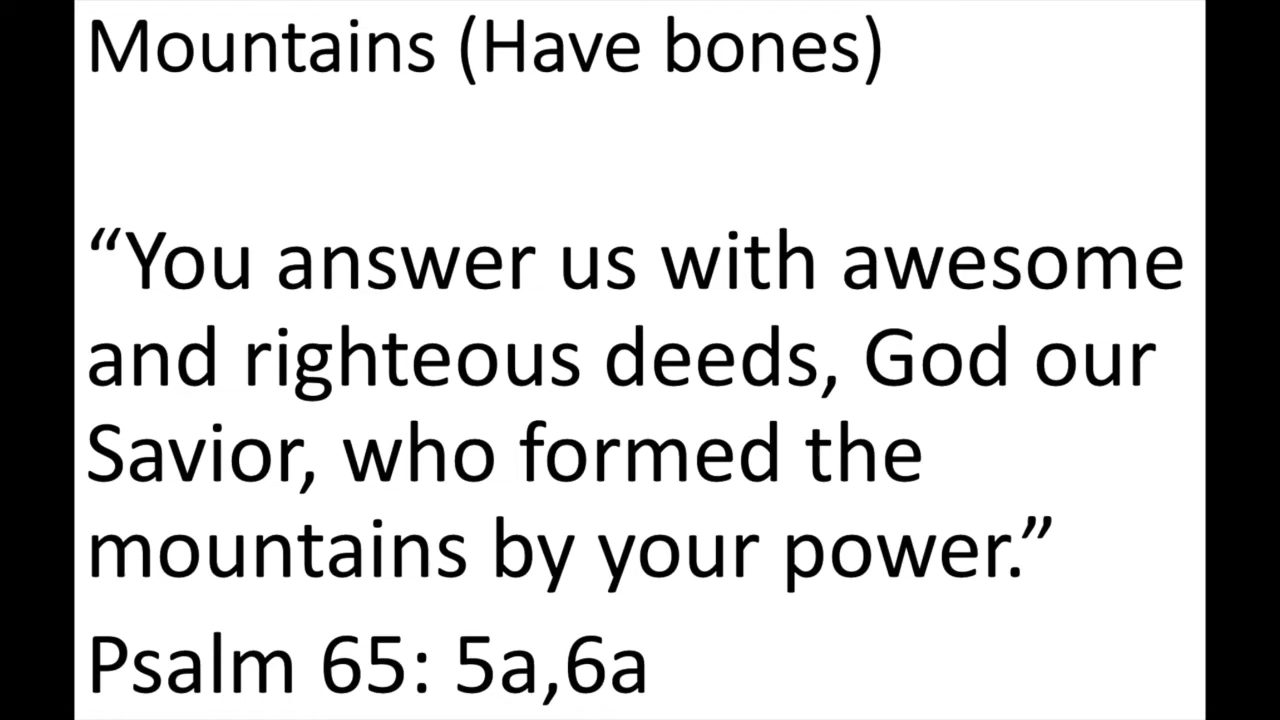 Mountains (Have bones)
“You answer us with awesome
and righteous deeds, God our
Savior, who formed the
mountains by your power.”
Psalm 65: 5a,6a